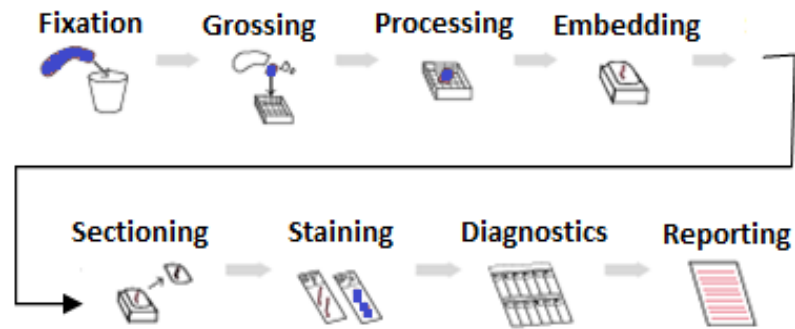 Fixation Grossing Processing Embedding
Sectioning Staining Diagnostics Reporting